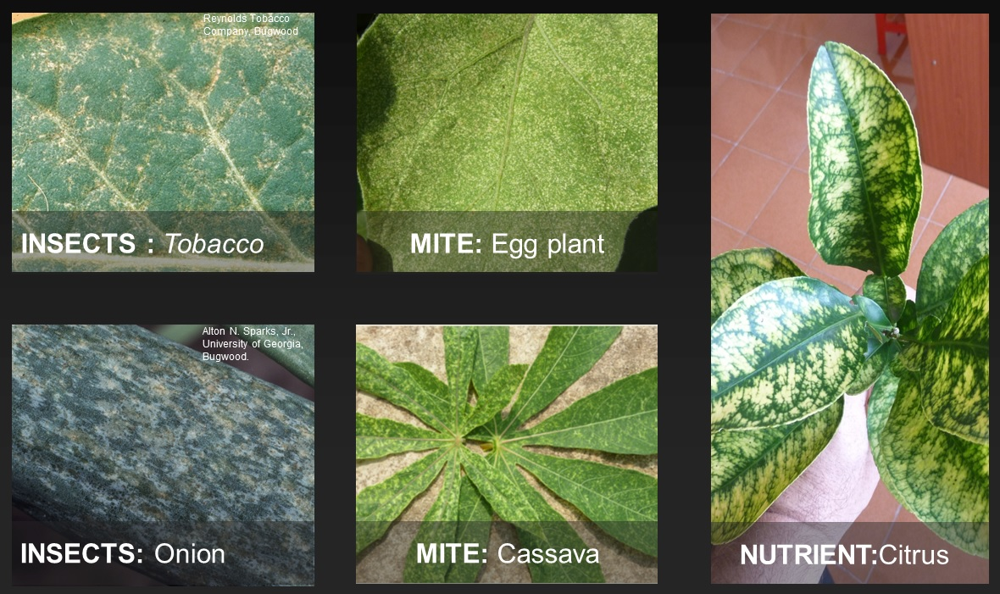 Reynolds Tobacco
Company, Bugwood
INSECTS : Tobacco
MITE: Egg plant
Alton N. Sparks, Jr.,
University of Georgia,
Bugwood.
INSECTS: Onion
MITE: Cassava
NUTRIENT:Citrus